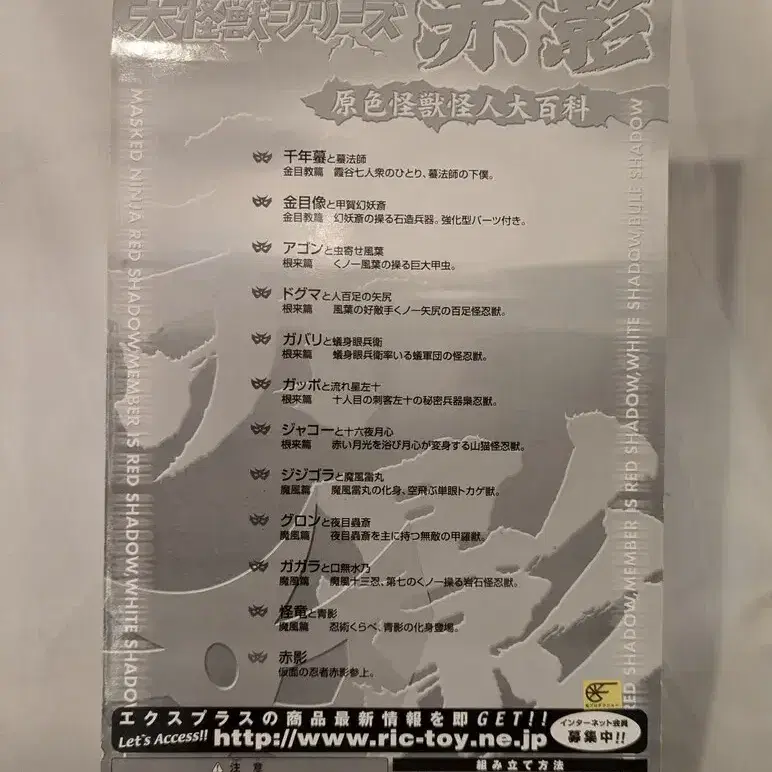 大怪獣シリーズ 赤影
原色怪獣怪人大百科
千年蟇と蟇法師
金目教篇 霞谷七人衆のひとり、蟇法師の下僕。
金目像と甲賀幻妖斎
金目教篇 幻妖斎の操る石造兵器。強化型パーツ付き。
アゴンと虫寄せ風葉
根来篇 くノ一風葉の操る巨大甲虫。
ドグマと人百足の矢尻
根来篇 風葉の好敵手くノ一矢尻の百足怪忍獣。
ガバリと蟻身眼兵衛
根来篇 蟻身眼兵衛率いる蟻軍団の怪忍獣。
ガッポと流れ星左十
根来篇 十人目の刺客左十の秘密兵器梟忍獣。
ジャコーと十六夜月心
根来篇 赤い月光を浴び月心が変身する山猫怪忍獣。
ジジゴラと魔風雷丸
魔風篇 魔風雷丸の化身、空飛ぶ単眼トカゲ獣。
グロンと夜目蟲斎
魔風篇 夜目蟲斎を主に持つ無敵の甲羅獣。
ガガラと口無水乃
魔風篇 魔風十三忍、第七のくノ一操る岩石怪忍獣。
怪竜と青影
魔風篇 忍術くらべ、青影の化身登場。
赤影
仮面の忍者赤影参上。
MASKED NINJA RED SHADOW,MEMBER IS RED SHADOW,WHITE SHADOW
RED SHADOW,MEMBER IS RED SHADOW,WHITE SHADOW,BULE SHADOW
エクスプラスの商品最新情報を即GET!!
Let's Access!! http://www.ric-toy.ne.jp
インターネット会員
募集中!!
注 意
組み立て方法